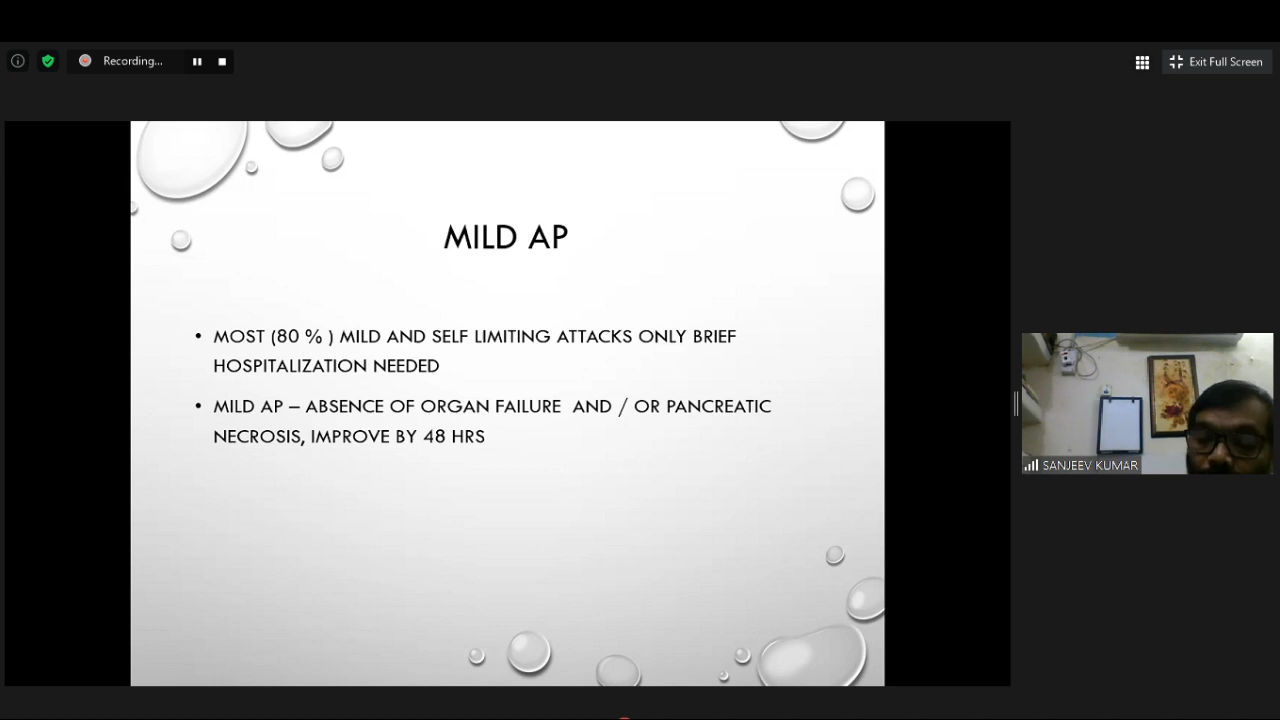 Recording...
Exit Full Screen
MILD AP
• MOST (80 % ) MILD AND SELF LIMITING ATTACKS ONLY BRIEF
HOSPITALIZATION NEEDED
• MILD AP – ABSENCE OF ORGAN FAILURE  AND / OR PANCREATIC
NECROSIS, IMPROVE BY 48 HRS
SANJEEV KUMAR